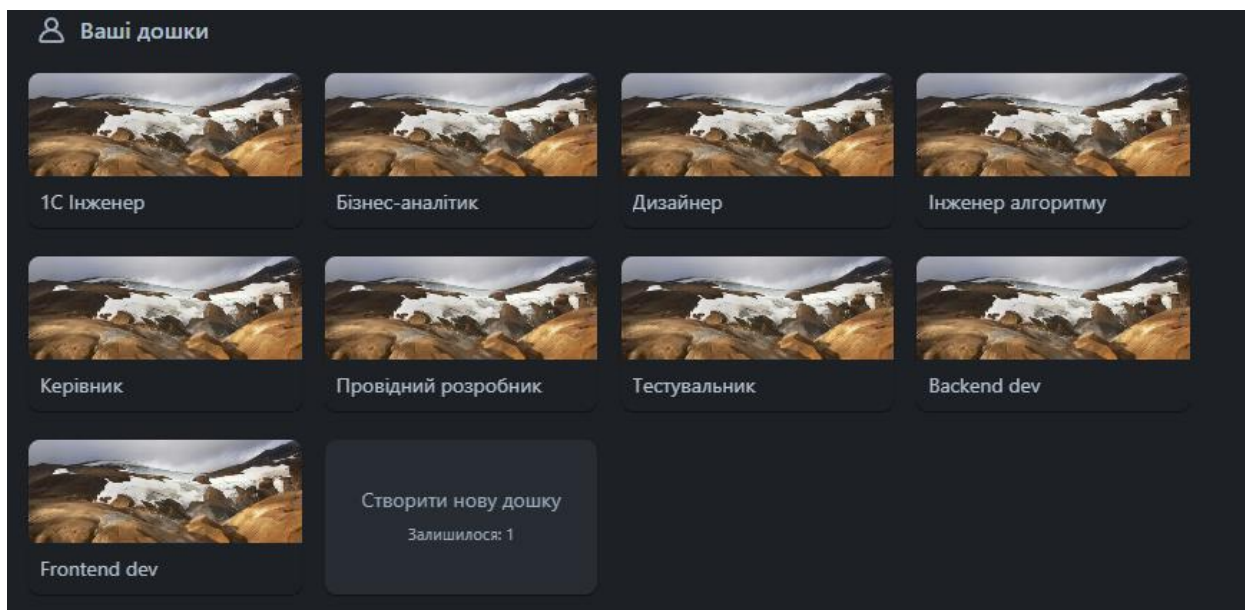 Ваші дошки
1С Інженер
Бізнес-аналітик
Дизайнер
Інженер алгоритму
Керівник
Провідний розробник
Тестувальник
Backend dev
Frontend dev
Створити нову дошку
Залишилося: 1